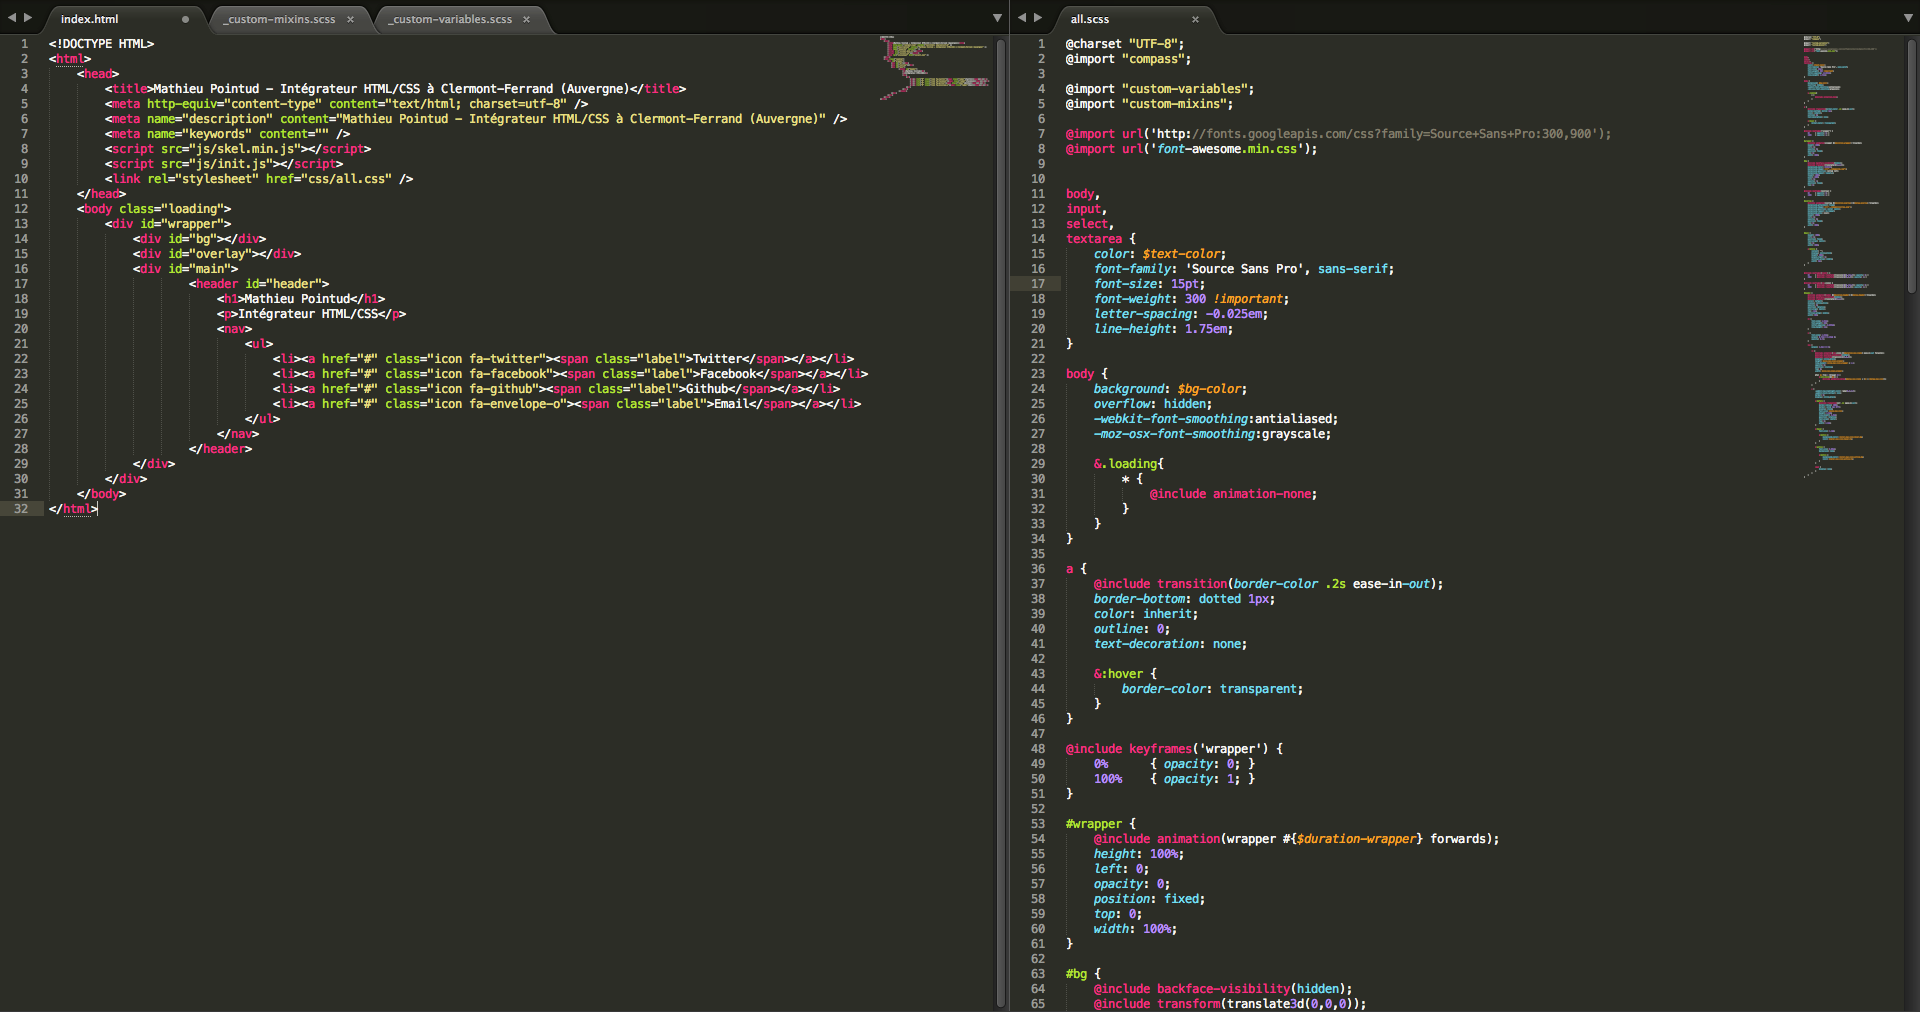 index.html
_custom-mixins.scss
_custom-variables.scss
1 <!DOCTYPE HTML>
2 <html>
3 <head>
4 <title>Mathieu Pointud - Intégrateur HTML/CSS à Clermont-Ferrand (Auvergne)</title>
5 <meta http-equiv="content-type" content="text/html; charset=utf-8" />
6 <meta name="description" content="Mathieu Pointud - Intégrateur HTML/CSS à Clermont-Ferrand (Auvergne)" />
7 <meta name="keywords" content="" />
8 <script src="js/skel.min.js"></script>
9 <script src="js/init.js"></script>
10 <link rel="stylesheet" href="css/all.css" />
11 </head>
12 <body class="loading">
13 <div id="wrapper">
14 <div id="bg"></div>
15 <div id="overlay"></div>
16 <div id="main">
17 <header id="header">
18 <h1>Mathieu Pointud</h1>
19 <p>Intégrateur HTML/CSS</p>
20 <nav>
21 <ul>
22 <li><a href="#" class="icon fa-twitter"><span class="label">Twitter</span></a></li>
23 <li><a href="#" class="icon fa-facebook"><span class="label">Facebook</span></a></li>
24 <li><a href="#" class="icon fa-github"><span class="label">Github</span></a></li>
25 <li><a href="#" class="icon fa-envelope-o"><span class="label">Email</span></a></li>
26 </ul>
27 </nav>
28 </header>
29 </div>
30 </div>
31 </body>
32 </html>
all.scss
1 @charset "UTF-8";
2 @import "compass";
3
4 @import "custom-variables";
5 @import "custom-mixins";
6
7 @import url('http://fonts.googleapis.com/css?family=Source+Sans+Pro:300,900');
8 @import url('font-awesome.min.css');
9
10
11 body,
12 input,
13 select,
14 textarea {
15 color: $text-color;
16 font-family: 'Source Sans Pro', sans-serif;
17 font-size: 15pt;
18 font-weight: 300 !important;
19 letter-spacing: -0.025em;
20 line-height: 1.75em;
21 }
22
23 body {
24 background: $bg-color;
25 overflow: hidden;
26 -webkit-font-smoothing:antialiased;
27 -moz-osx-font-smoothing:grayscale;
28
29 &.loading{
30 * {
31 @include animation-none;
32 }
33 }
34 }
35
36 a {
37 @include transition(border-color .2s ease-in-out);
38 border-bottom: dotted 1px;
39 color: inherit;
40 outline: 0;
41 text-decoration: none;
42
43 &:hover {
44 border-color: transparent;
45 }
46 }
47
48 @include keyframes('wrapper') {
49 0% { opacity: 0; }
50 100% { opacity: 1; }
51 }
52
53 #wrapper {
54 @include animation(wrapper #{$duration-wrapper} forwards);
55 height: 100%;
56 left: 0;
57 opacity: 0;
58 position: fixed;
59 top: 0;
60 width: 100%;
61 }
62
63 #bg {
64 @include backface-visibility(hidden);
65 @include transform(translate3d(0,0,0));